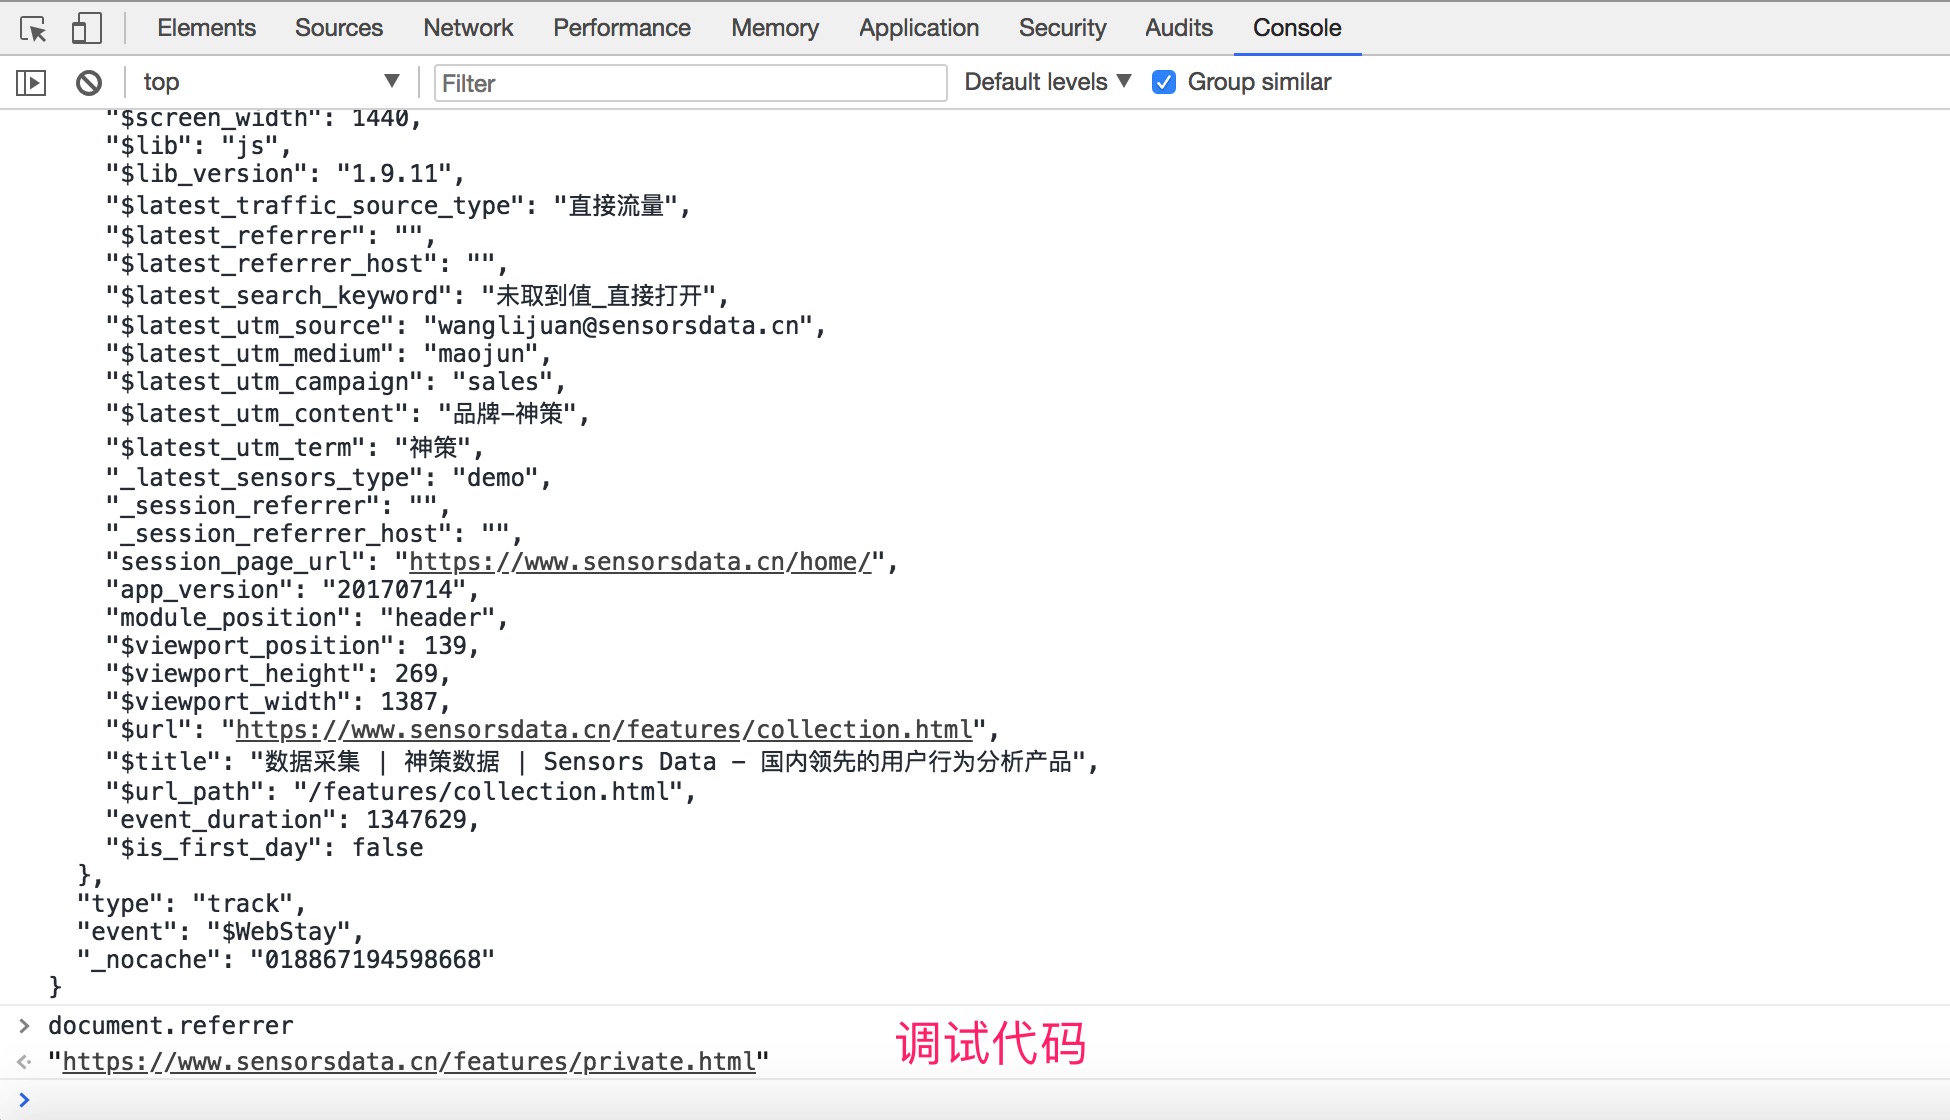 Elements Sources Network Performance Memory Application Security Audits Console
top Filter Default levels Group similar
"$screen_width": 1440,
"$lib": "js",
"$lib_version": "1.9.11",
"$latest_traffic_source_type": "直接流量",
"$latest_referrer": "",
"$latest_referrer_host": "",
"$latest_search_keyword": "未取到值_直接打开",
"$latest_utm_source": "wanglijuan@sensorsdata.cn",
"$latest_utm_medium": "maojun",
"$latest_utm_campaign": "sales",
"$latest_utm_content": "品牌-神策",
"$latest_utm_term": "神策",
"_latest_sensors_type": "demo",
"_session_referrer": "",
"_session_referrer_host": "",
"session_page_url": "https://www.sensorsdata.cn/home/",
"app_version": "20170714",
"module_position": "header",
"$viewport_position": 139,
"$viewport_height": 269,
"$viewport_width": 1387,
"$url": "https://www.sensorsdata.cn/features/collection.html",
"$title": "数据采集 | 神策数据 | Sensors Data - 国内领先的用户行为分析产品",
"$url_path": "/features/collection.html",
"event_duration": 1347629,
"$is_first_day": false
},
"type": "track",
"event": "$WebStay",
"_nocache": "018867194598668"
}
> document.referrer
"https://www.sensorsdata.cn/features/private.html"
调试代码
>